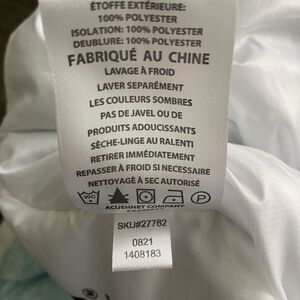 ÉTOFFE EXTÉRIEURE:
100% POLYESTER
ISOLATION: 100% POLYESTER
DEUBLURE: 100% POLYESTER
FABRIQUÉ AU CHINE
LAVAGE À FROID
LAVER SEPARÉMENT
LES COULEURS SOMBRES
PAS DE JAVEL OU DE
PRODUITS ADOUCISSANTS
SÈCHE-LINGE AU RALENTI
RETIRER IMMÉDIATEMENT
REPASSER À FROID SI NECESSAIRE
NETTOYAGÉ À SEC AUTORISÉ
30C P
ACUSHNET COMPANY
SKU#27782
0821
1408183